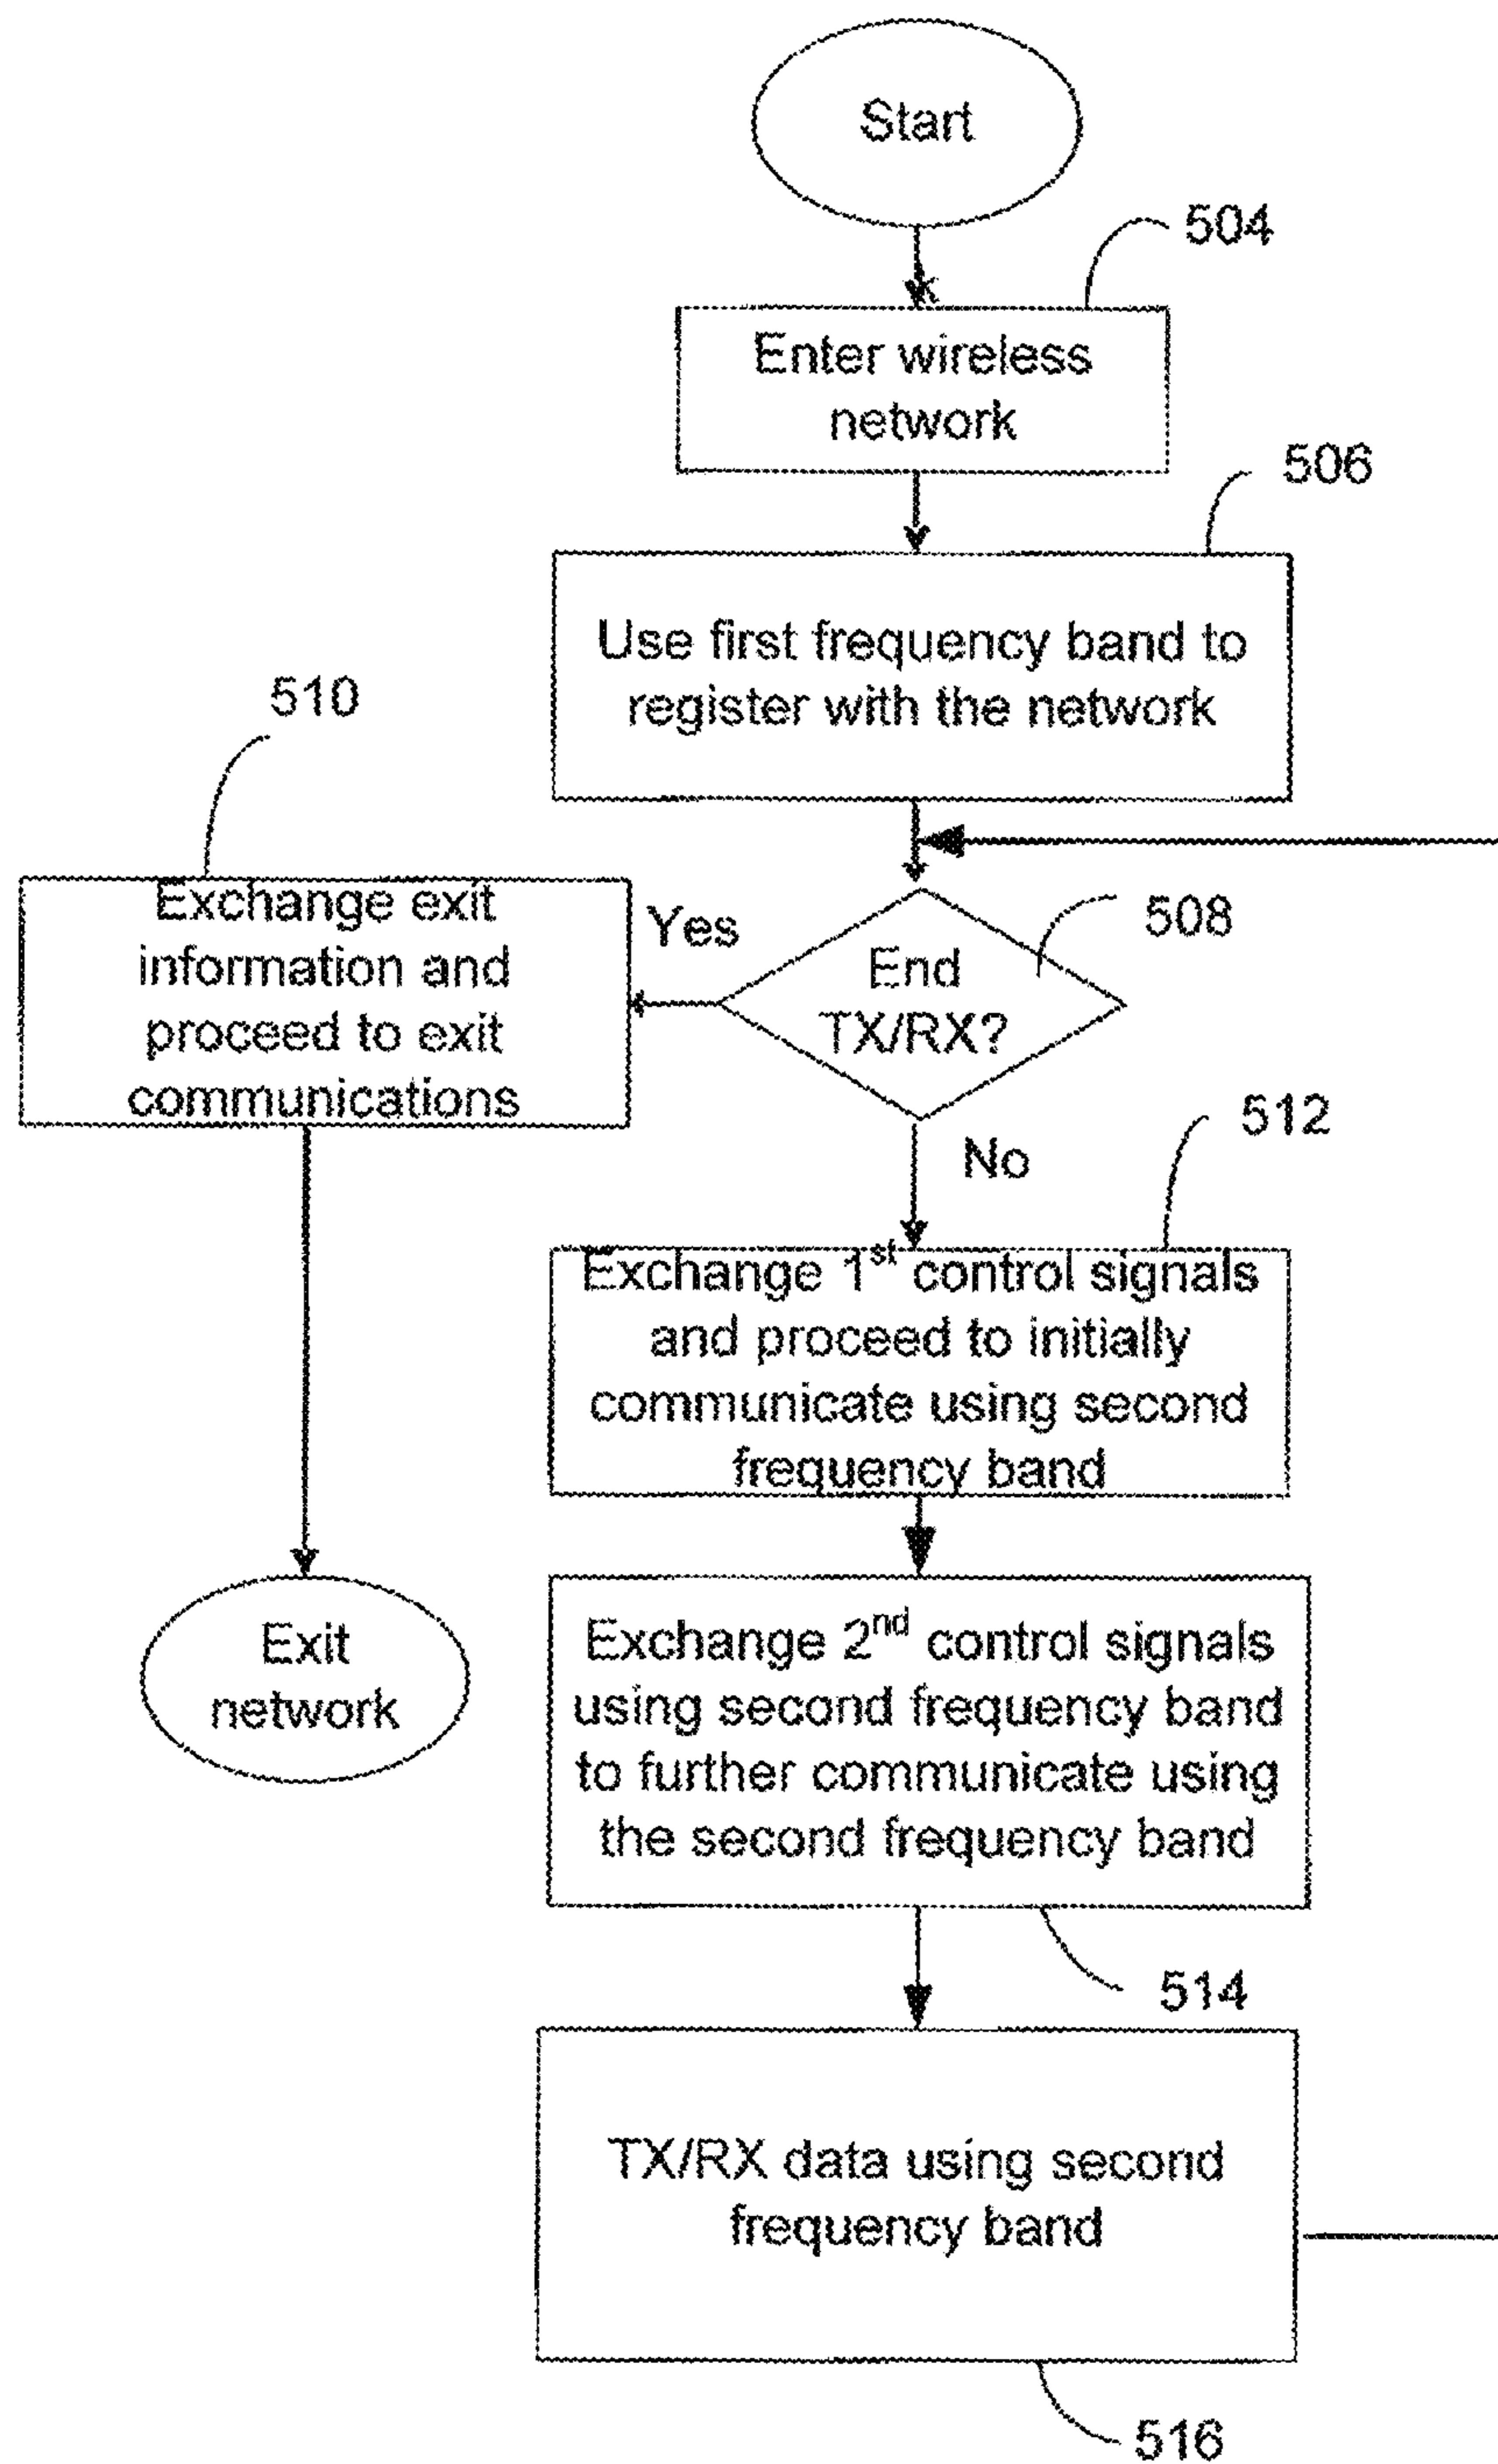 Start
504
Enter wireless
network
506
Use first frequency band to
register with the network
510
Exchange exit
information and
proceed to exit
communications
Yes
508
End
TX/RX?
No
512
Exchange 1st control signals
and proceed to initially
communicate using second
frequency band
Exit
network
Exchange 2nd control signals
using second frequency band
to further communicate using
the second frequency band
514
TX/RX data using second
frequency band
516